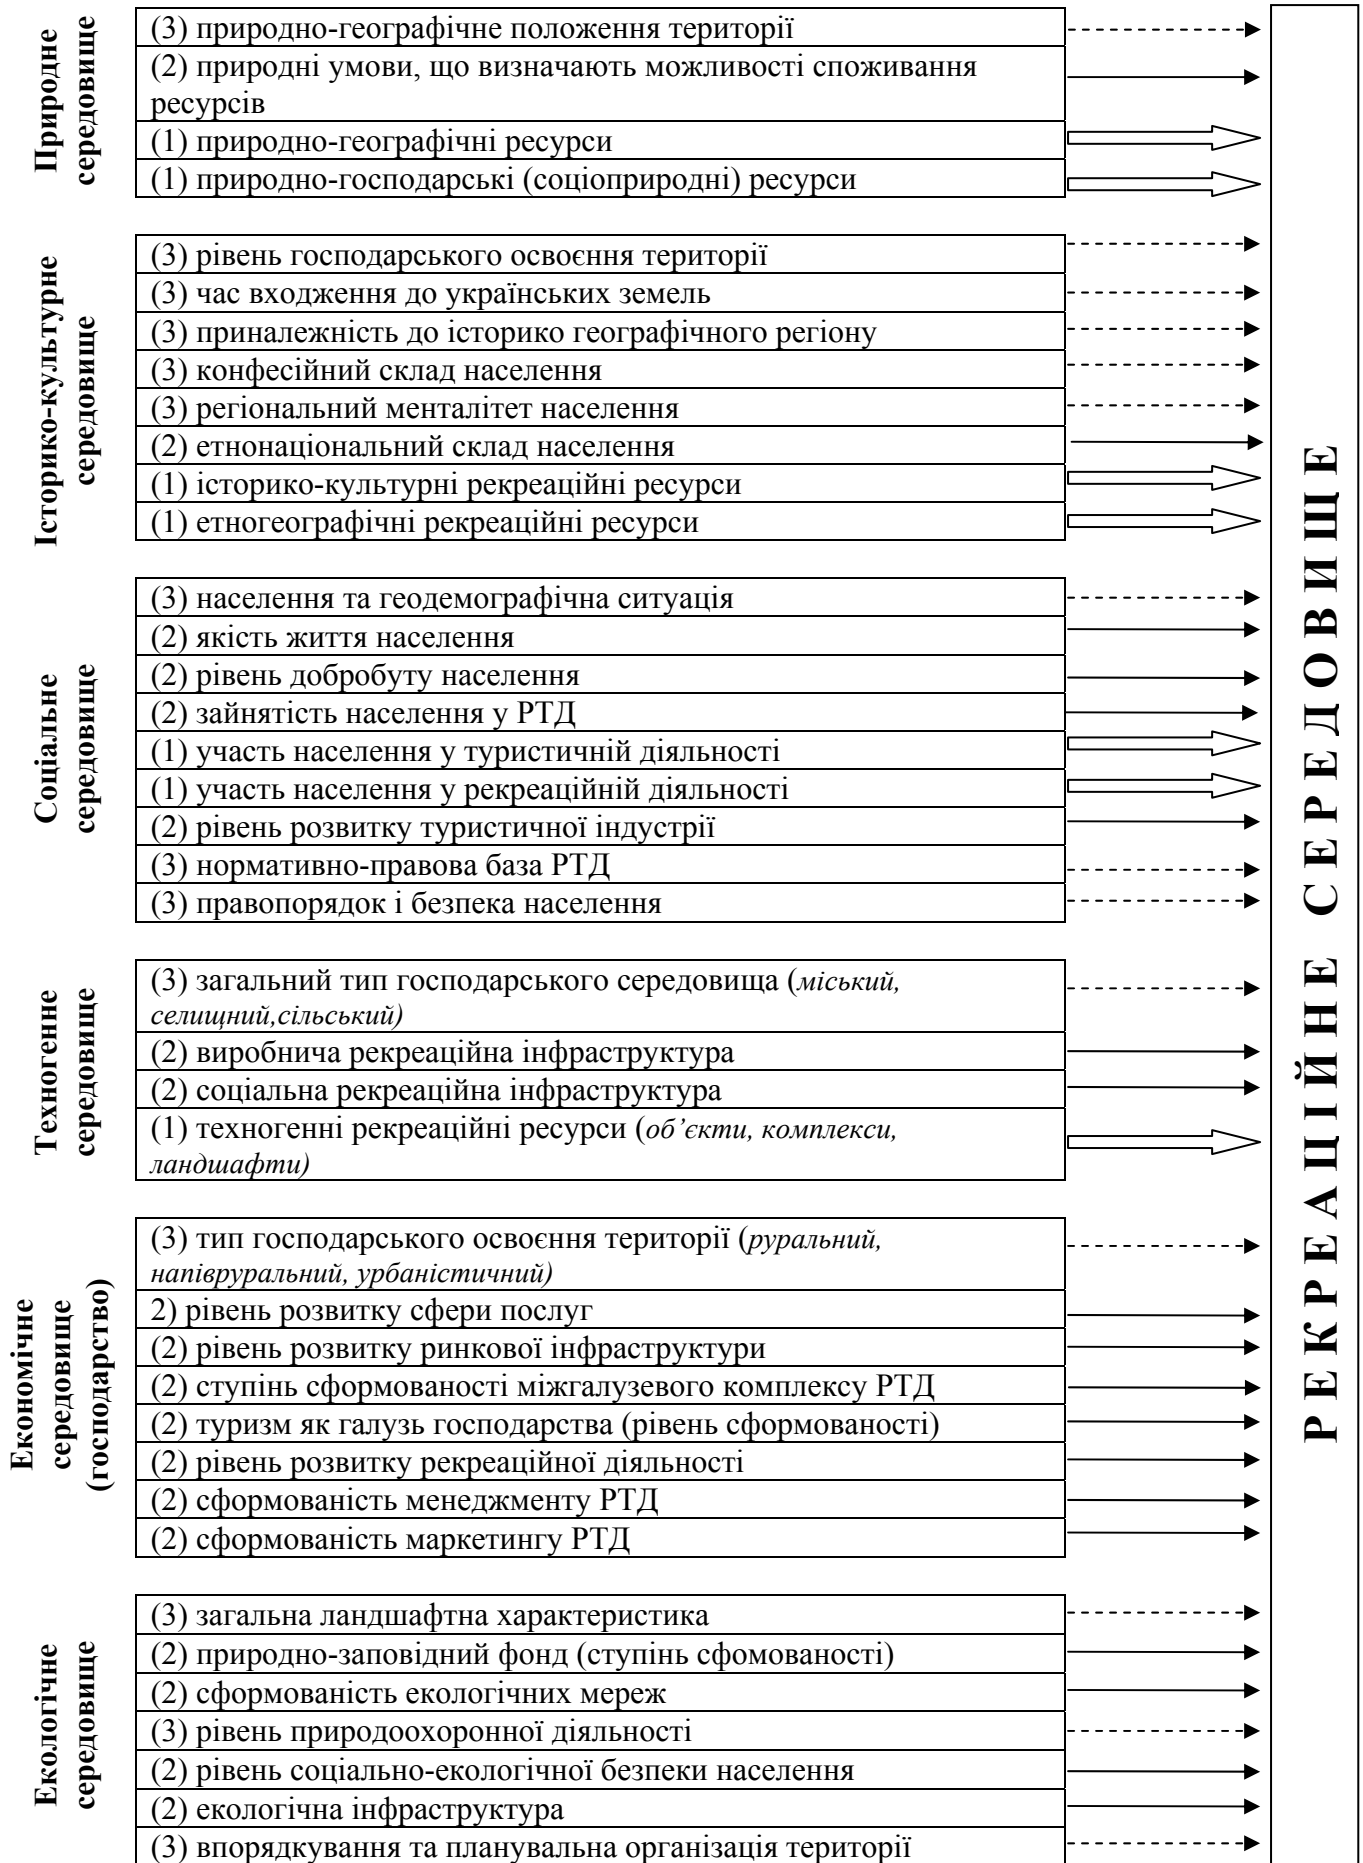 Природне
середовище
(3) природно-географічне положення території
(2) природні умови, що визначають можливості споживання
ресурсів
(1) природно-географічні ресурси
(1) природно-господарські (соціоприродні) ресурси
Історико-культурне
середовище
(3) рівень господарського освоєння території
(3) час входження до українських земель
(3) приналежність до історико географічного регіону
(3) конфесійний склад населення
(3) регіональний менталітет населення
(2) етнонаціональний склад населення
(1) історико-культурні рекреаційні ресурси
(1) етногеографічні рекреаційні ресурси
Соціальне
середовище
(3) населення та геодемографічна ситуація
(2) якість життя населення
(2) рівень добробуту населення
(2) зайнятість населення у РТД
(1) участь населення у туристичній діяльності
(1) участь населення у рекреаційній діяльності
(2) рівень розвитку туристичної індустрії
(3) нормативно-правова база РТД
(3) правопорядок і безпека населення
Техногенне
середовище
(3) загальний тип господарського середовища (міський,
селищний,сільський)
(2) виробнича рекреаційна інфраструктура
(2) соціальна рекреаційна інфраструктура
(1) техногенні рекреаційні ресурси (об’єкти, комплекси,
ландшафти)
Економічне
середовище
(господарство)
(3) тип господарського освоєння території (руральний,
напівруральний, урбаністичний)
2) рівень розвитку сфери послуг
(2) рівень розвитку ринкової інфраструктури
(2) ступінь сформованості міжгалузевого комплексу РТД
(2) туризм як галузь господарства (рівень сформованості)
(2) рівень розвитку рекреаційної діяльності
(2) сформованість менеджменту РТД
(2) сформованість маркетингу РТД
Екологічне
середовище
(3) загальна ландшафтна характеристика
(2) природно-заповідний фонд (ступінь сфомованості)
(2) сформованість екологічних мереж
(3) рівень природоохоронної діяльності
(2) рівень соціально-екологічної безпеки населення
(2) екологічна інфраструктура
(3) впорядкування та планувальна організація території
РЕКРЕАЦІЙНЕ СЕРЕДОВИЩЕ